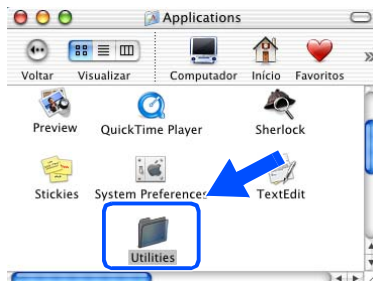 Applications
Voltar Visualizar Computador Início Favoritos
Preview QuickTime Player Sherlock
Stickies System Preferences TextEdit
Utilities